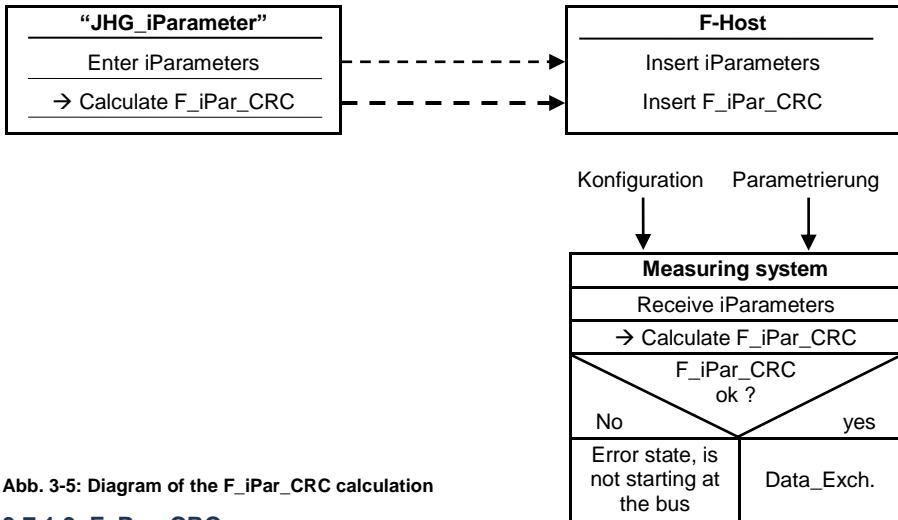 “JHG_iParameter”
Enter iParameters
→ Calculate F_iPar_CRC
F-Host
Insert iParameters
Insert F_iPar_CRC
Konfiguration Parametrierung
Measuring system
Receive iParameters
→ Calculate F_iPar_CRC
F_iPar_CRC
ok ?
No yes
Error state, is
not starting at
the bus
Data_Exch.
Abb. 3-5: Diagram of the F_iPar_CRC calculation